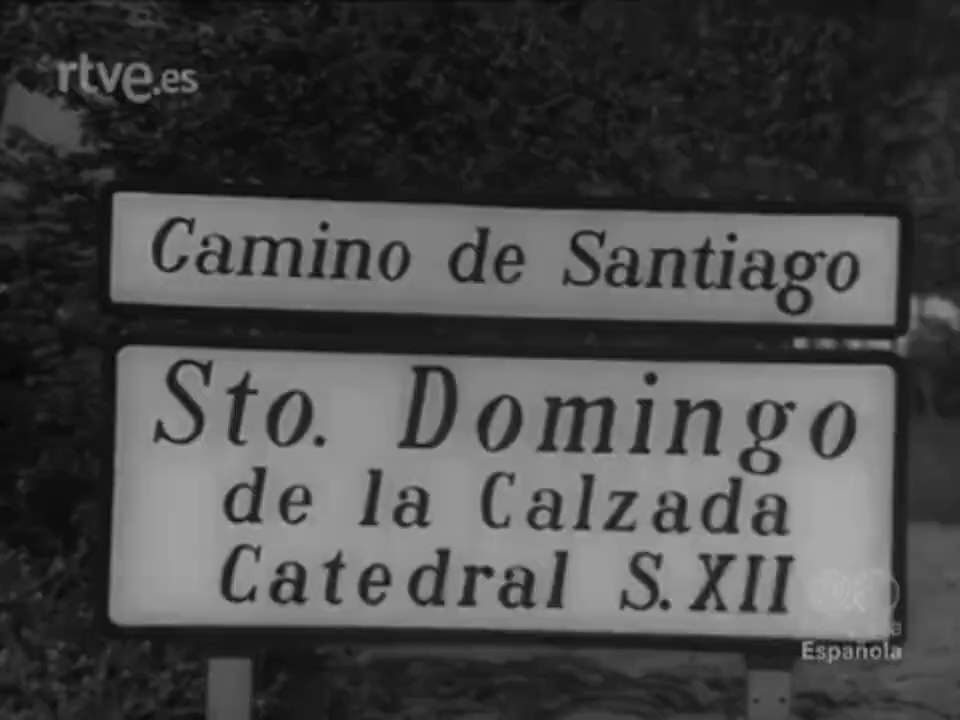 rtve.es
Camino de Santiago
Sto. Domingo
de la Calzada
Catedral S.XII
Española